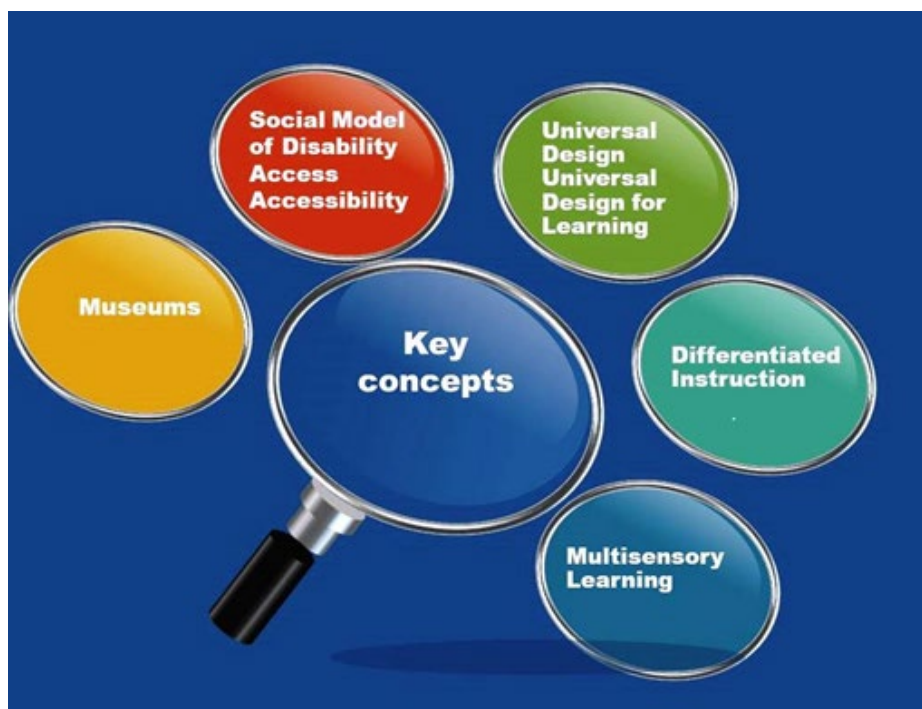 Social Model
of Disability
Access
Accessibility
Universal
Design
Universal
Design for
Learning
Museums
Key
concepts
Differentiated
Instruction
Multisensory
Learning